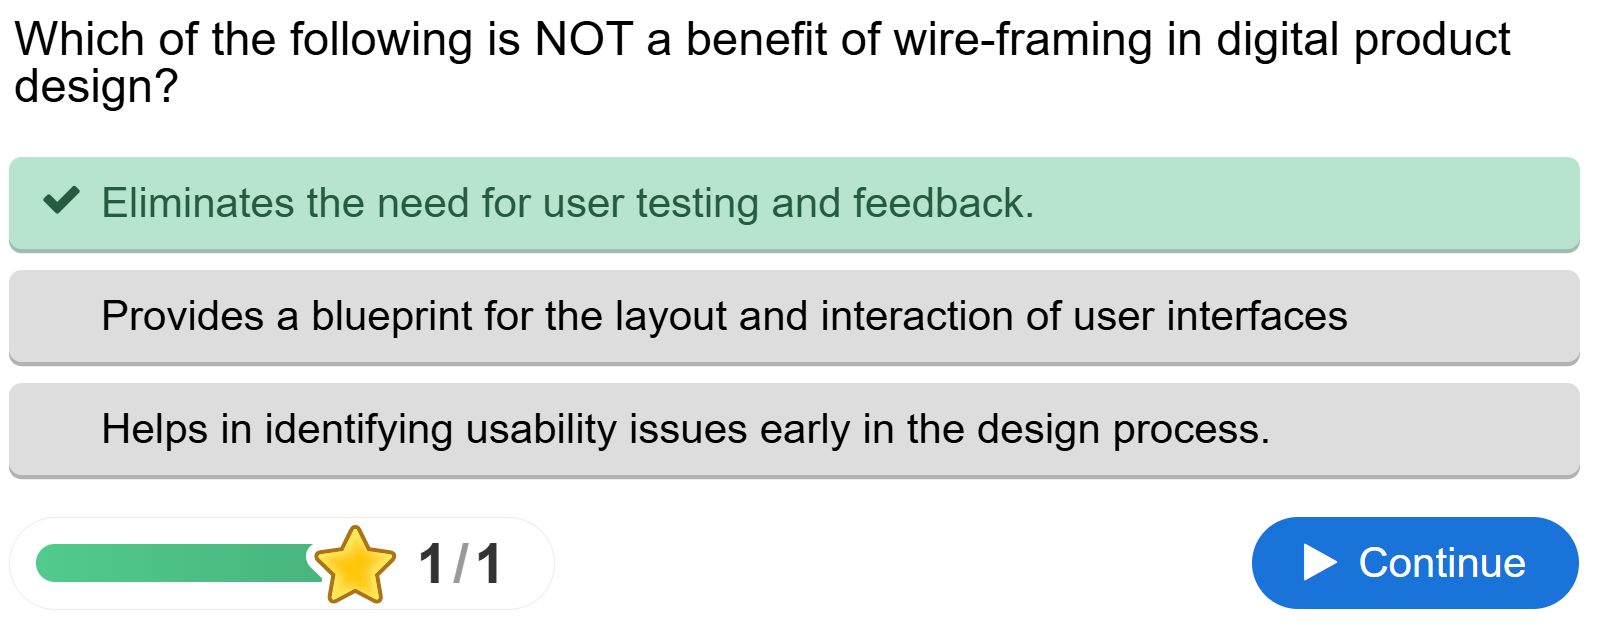 Which of the following is NOT a benefit of wire-framing in digital product
design?
Eliminates the need for user testing and feedback.
Provides a blueprint for the layout and interaction of user interfaces
Helps in identifying usability issues early in the design process.
1/1
Continue